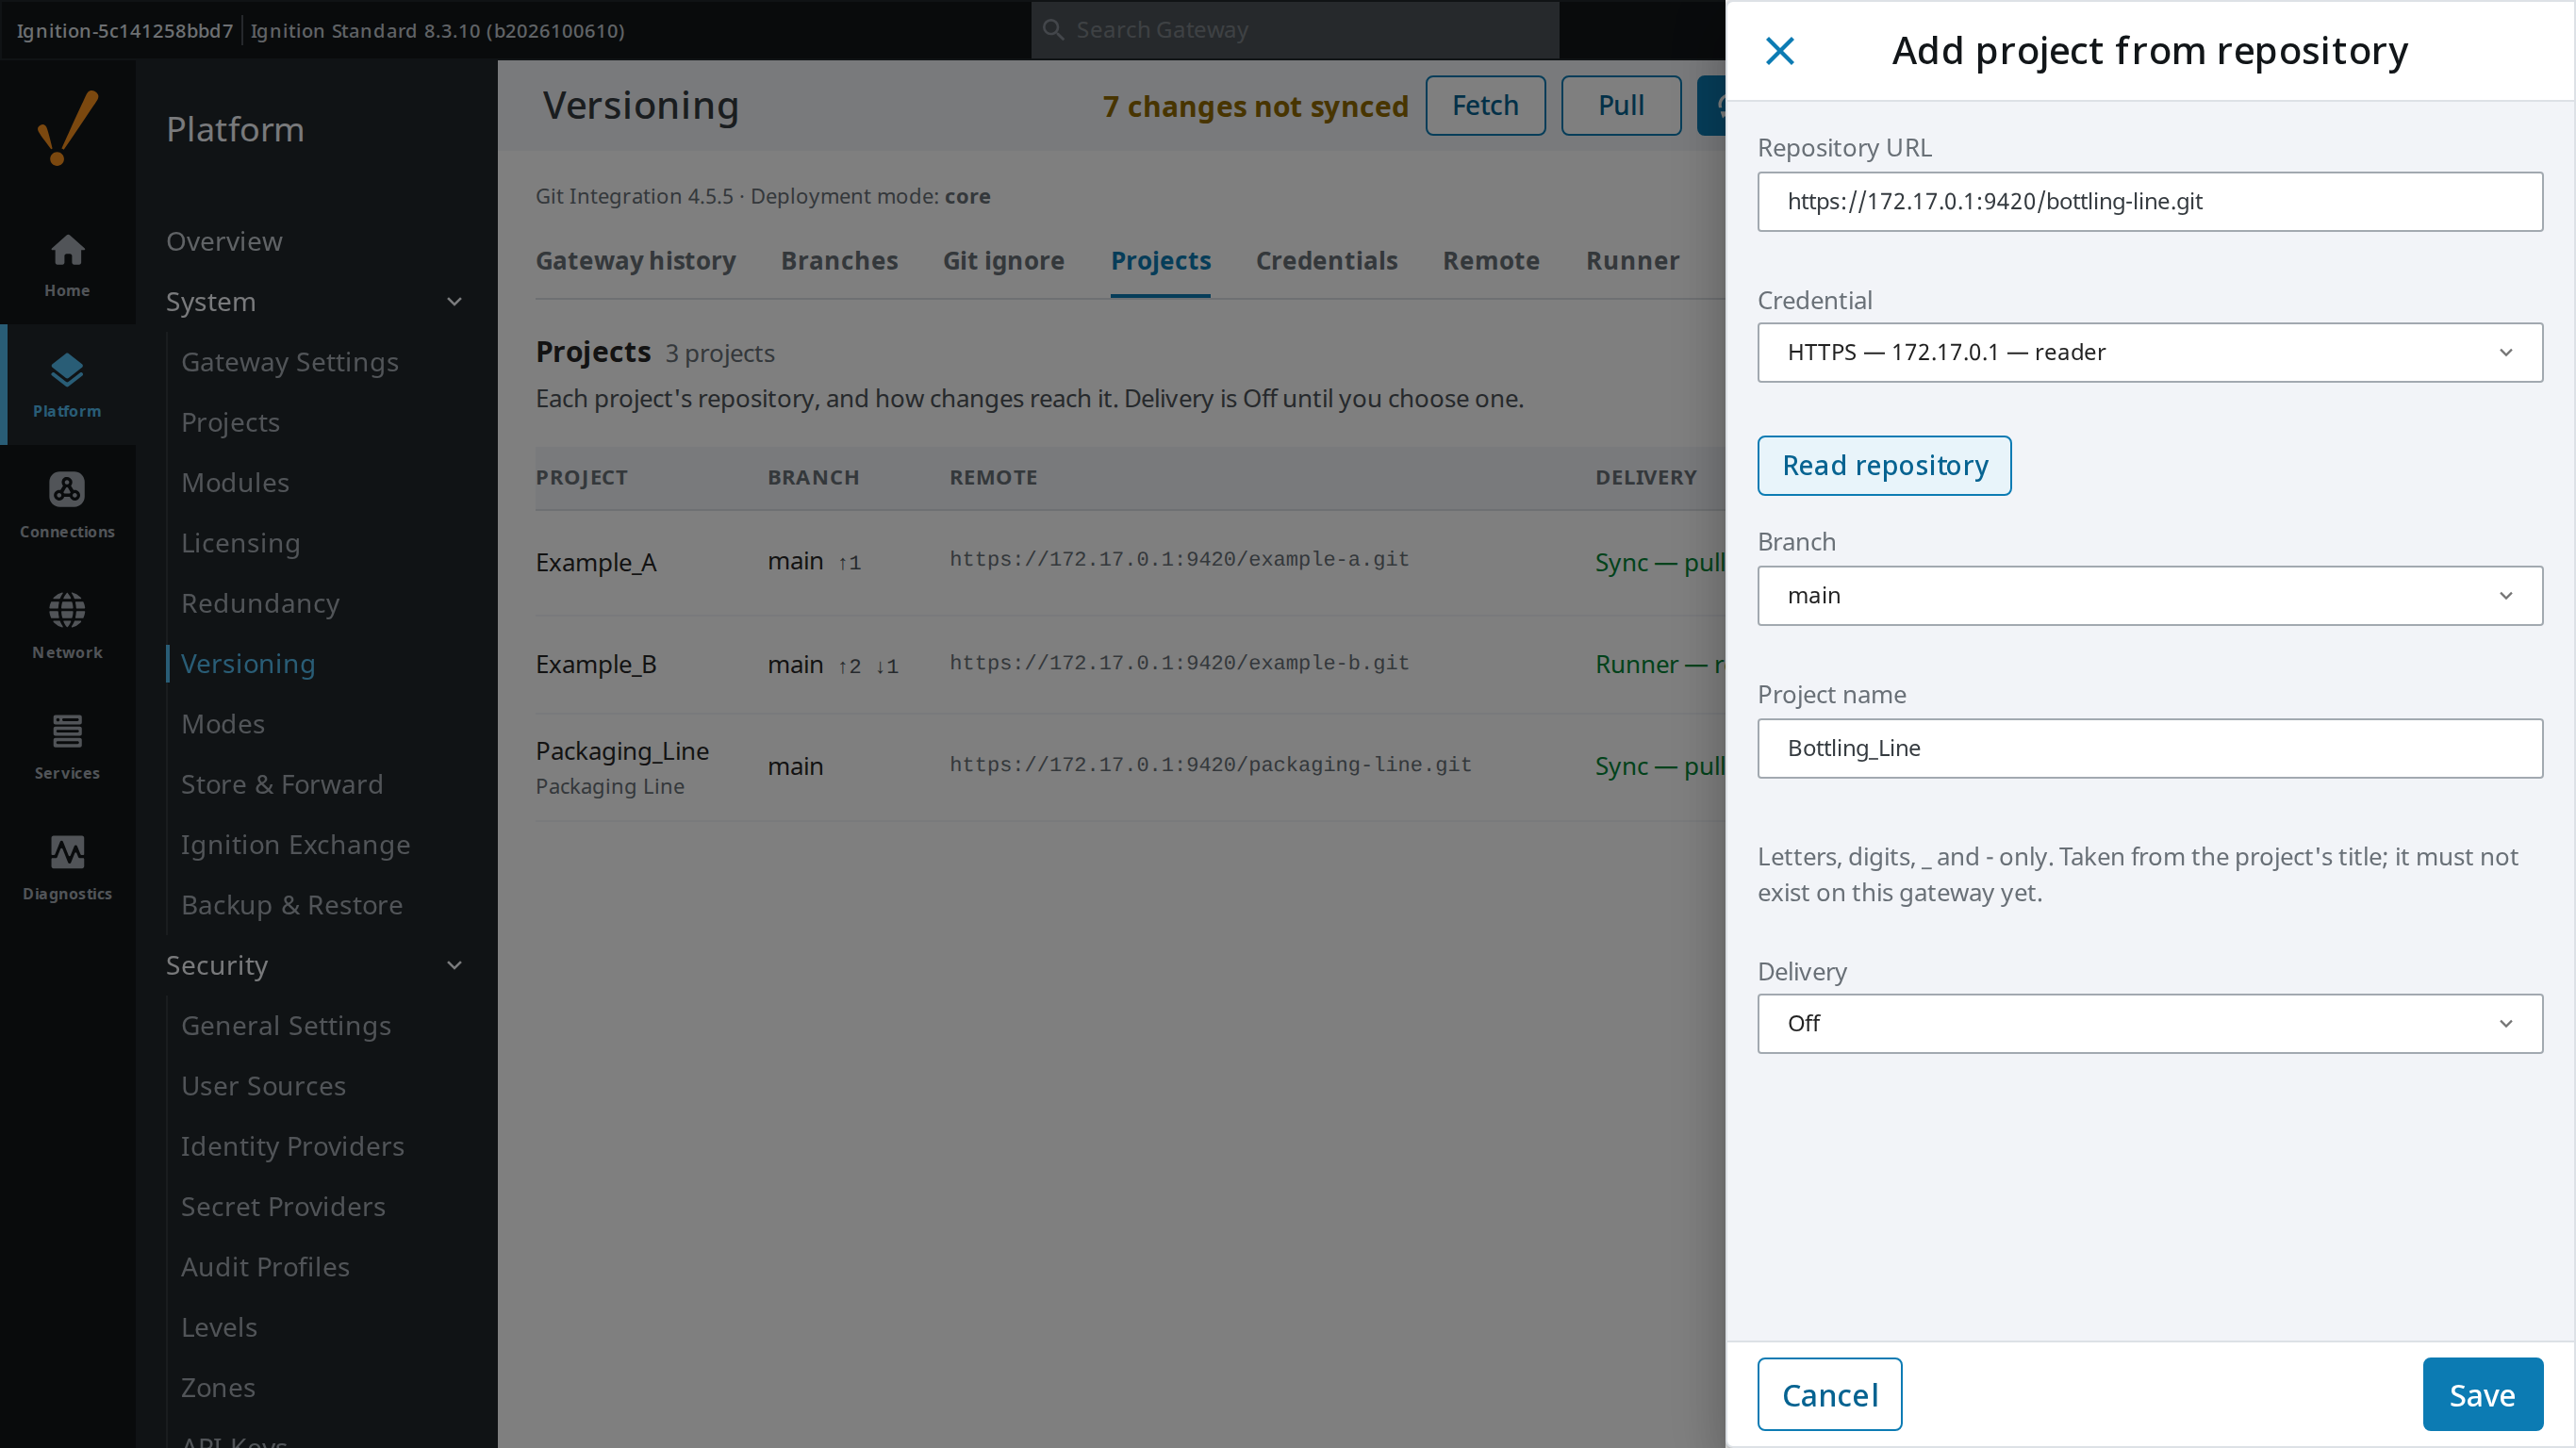 Ignition-5c141258bbd7 Ignition Standard 8.3.10 (b2026100610)
Search Gateway
Home
Platform
Connections
Network
Services
Diagnostics
Platform
Overview
System
Gateway Settings
Projects
Modules
Licensing
Redundancy
Versioning
Modes
Store & Forward
Ignition Exchange
Backup & Restore
Security
General Settings
User Sources
Identity Providers
Secret Providers
Audit Profiles
Levels
Zones
API Keys
Versioning
7 changes not synced
Fetch
Pull
Git Integration 4.5.5 · Deployment mode: core
Gateway history Branches Git ignore Projects Credentials Remote Runner
Projects 3 projects
Each project's repository, and how changes reach it. Delivery is Off until you choose one.
PROJECT BRANCH REMOTE DELIVERY
Example_A main ↑1 https://172.17.0.1:9420/example-a.git Sync — pull
Example_B main ↑2 ↓1 https://172.17.0.1:9420/example-b.git Runner —
Packaging_Line main https://172.17.0.1:9420/packaging-line.git Sync — pull
Packaging Line
Add project from repository
Repository URL
https://172.17.0.1:9420/bottling-line.git
Credential
HTTPS — 172.17.0.1 — reader
Read repository
Branch
main
Project name
Bottling_Line
Letters, digits, _ and - only. Taken from the project's title; it must not
exist on this gateway yet.
Delivery
Off
Cancel
Save